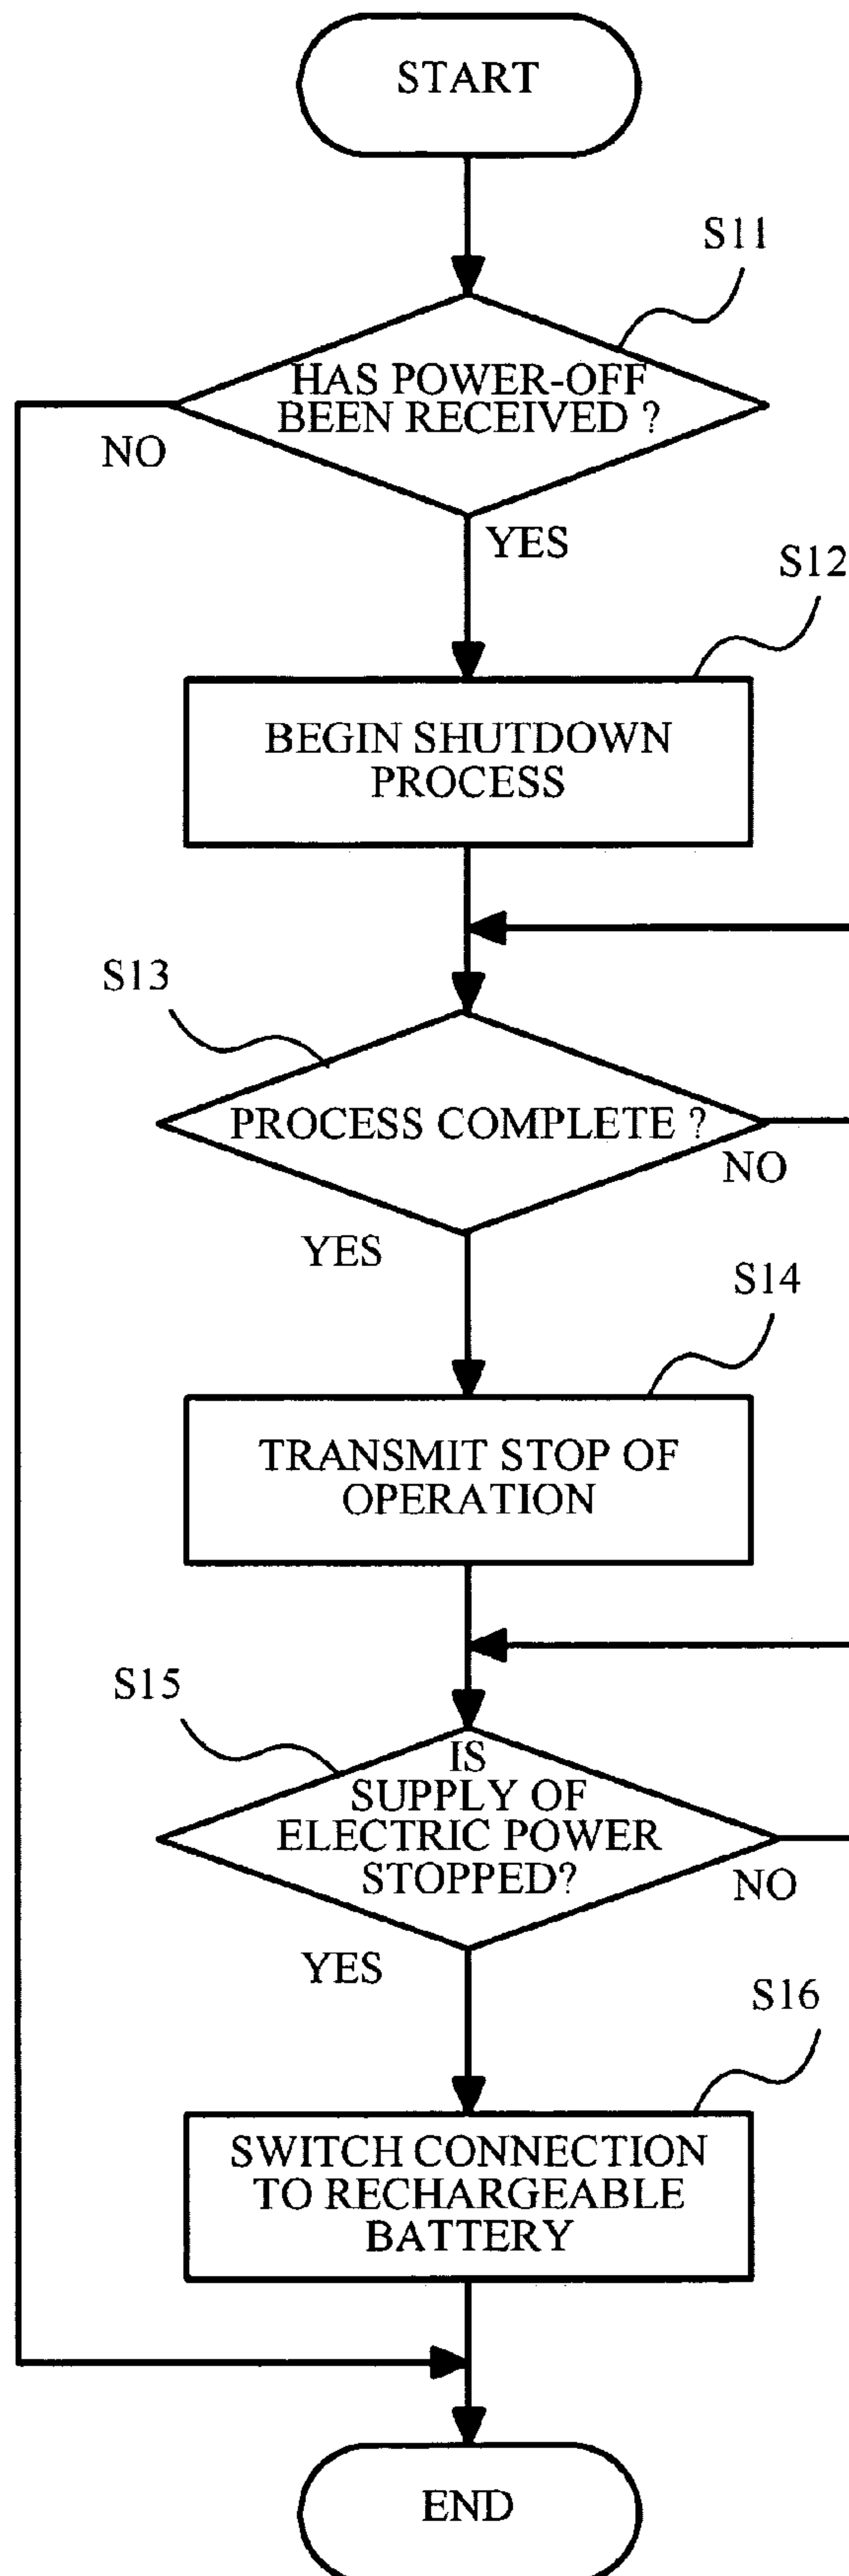 START
S11
HAS POWER-OFF
BEEN RECEIVED ?
NO
YES
S12
BEGIN SHUTDOWN
PROCESS
S13
PROCESS COMPLETE ?
NO
YES
S14
TRANSMIT STOP OF
OPERATION
S15
IS
SUPPLY OF
ELECTRIC POWER
STOPPED?
NO
YES
S16
SWITCH CONNECTION
TO RECHARGEABLE
BATTERY
END